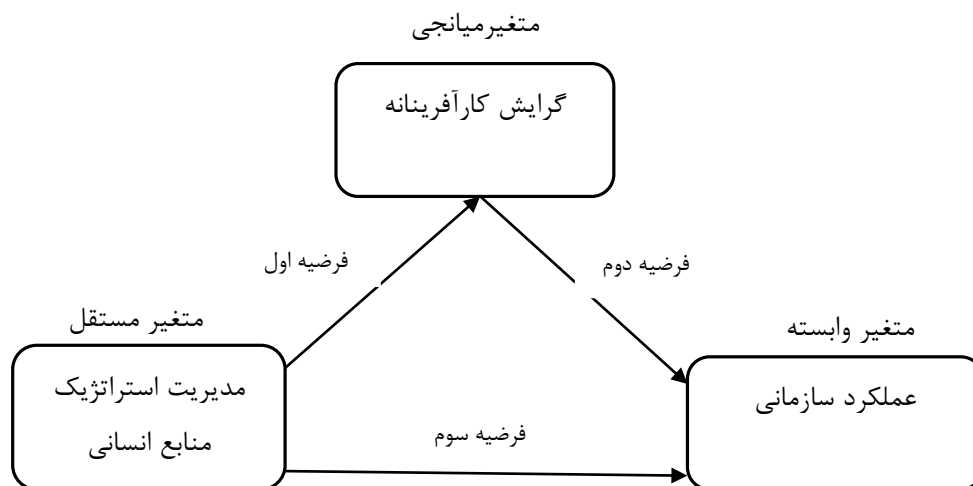 متغیرمیانجی
گرایش کارآفرینانه
فرضیه اول
فرضیه دوم
متغیر مستقل
متغیر وابسته
مدیریت استراتژیک
منابع انسانی
عملکرد سازمانی
فرضیه سوم